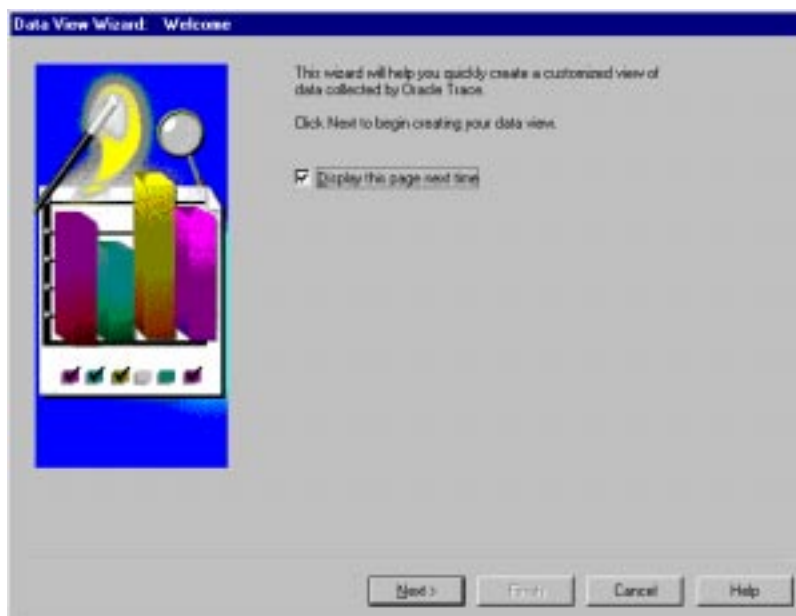 Data View Wizard: Welcome
This wizard will help you quickly create a customized view of
data collected by Oracle Trace.
Click Next to begin creating your data view.
Display this page next time
Next >
Finish
Cancel
Help